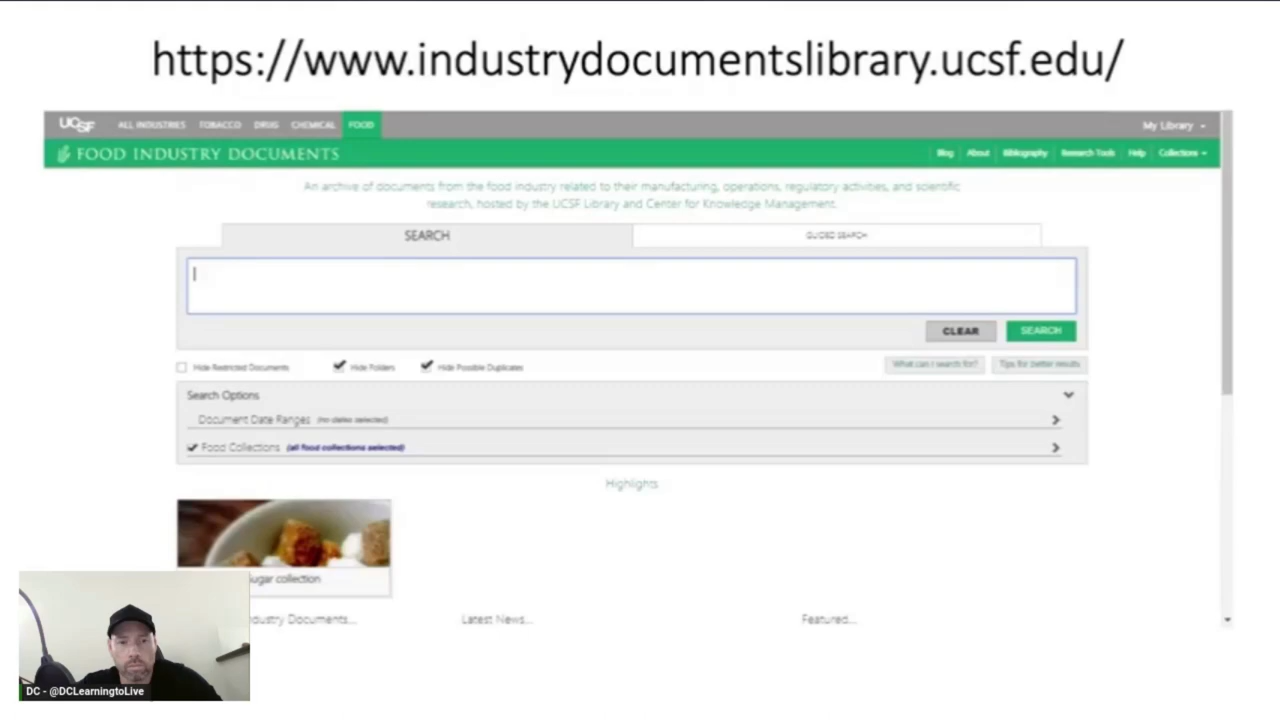 https://www.industrydocumentslibrary.ucsf.edu/
UCSF ALL INDUSTRIES TOBACCO DRUG CHEMICAL FOOD My Library
FOOD INDUSTRY DOCUMENTS Blog About Bibliography Research Tools Help Collections
An archive of documents from the food industry related to their manufacturing, operations, regulatory activities, and scientific
research, hosted by the UCSF Library and Center for Knowledge Management.
SEARCH GUIDED SEARCH
CLEAR SEARCH
Hide Restricted Documents Hide Folders Hide Possible Duplicates What can I search for? Tips for better results
Search Options
Document Date Ranges (no dates selected)
Food Collections (all food collections selected)
Highlights
ugar collection
dustry Documents... Latest News... Featured...
DC - @DCLearningtoLive